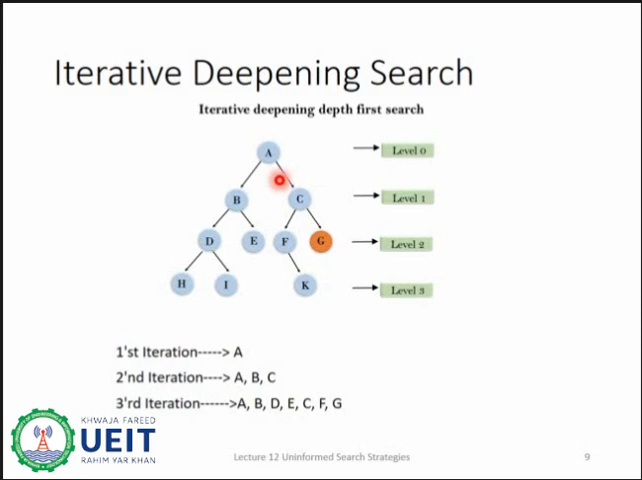 Iterative Deepening Search
Iterative deepening depth first search
A
Level 0
B
C
Level 1
D
E
F
G
Level 2
H
I
K
Level 3
1'st Iteration-----> A
2'nd Iteration----> A, B, C
3'rd Iteration------>A, B, D, E, C, F, G
KHWAJA FAREED
UEIT
RAHIM YAR KHAN
Lecture 12 Uninformed Search Strategies
9